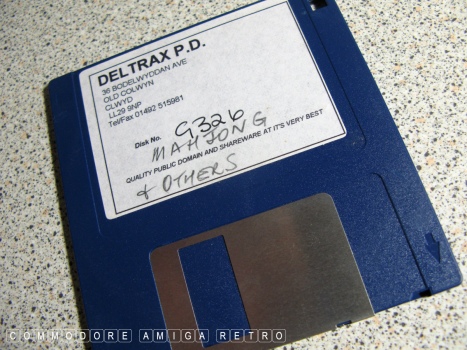 DELTRAX P.D.
36 BODELWYDDAN AVE
OLD COLWYN
CLWYD
LL29 9NP
Tel/Fax 01492 515981
Disk No. G326
MAHJONG
QUALITY PUBLIC DOMAIN AND SHAREWARE AT IT'S VERY BEST
& OTHERS
COMMODORE AMIGA RETRO